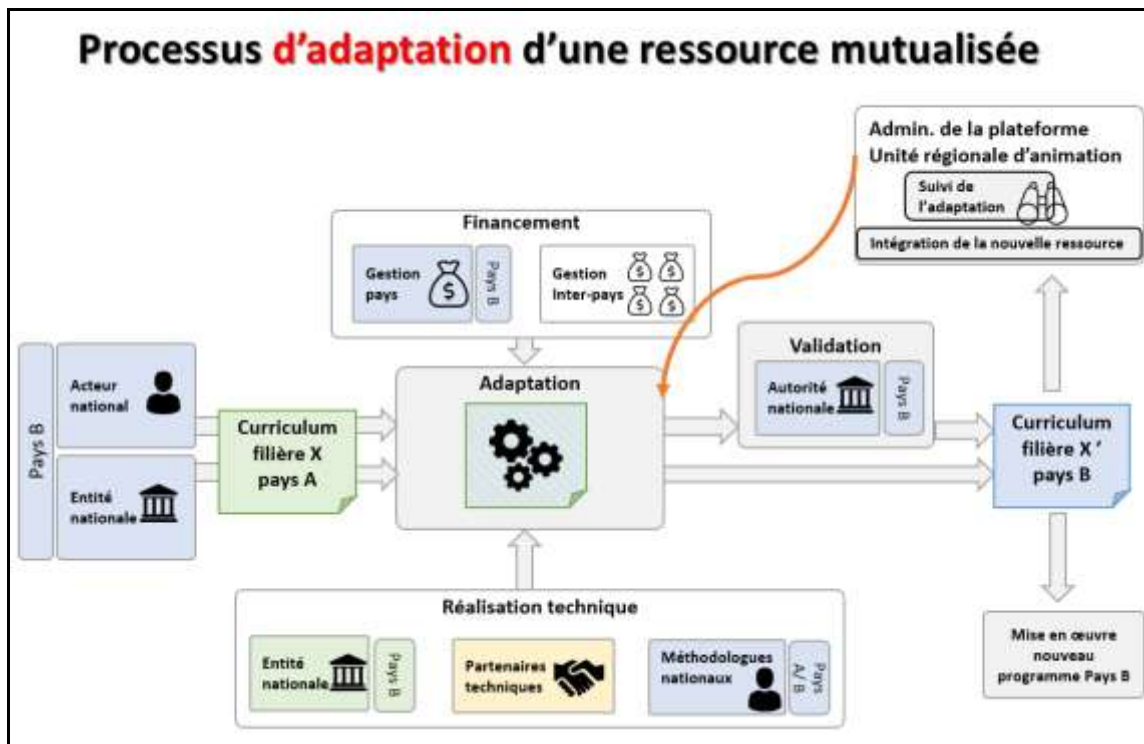 Processus d'adaptation d'une ressource mutualisée
Admin. de la plateforme
Unité régionale d'animation
Suivi de
l'adaptation
Intégration de la nouvelle ressource
Financement
Gestion
pays
$
Pays B
Gestion
Inter-pays
$ $
$ $
Pays B
Acteur
national
Entité
nationale
Curriculum
filière X
pays A
Adaptation
Validation
Autorité
nationale
Pays B
Curriculum
filière X '
pays B
Réalisation technique
Entité
nationale
Pays B
Partenaires
techniques
Méthodologues
nationaux
Pays
A/ B
Mise en œuvre
nouveau
programme Pays B